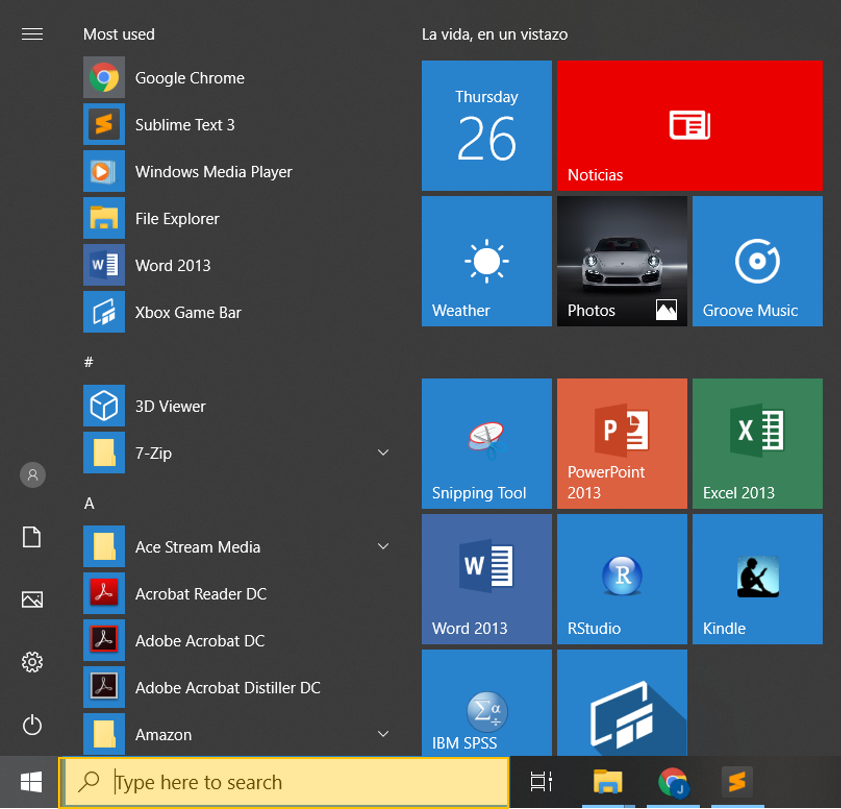 Most used
Google Chrome
Sublime Text 3
Windows Media Player
File Explorer
Word 2013
Xbox Game Bar
#
3D Viewer
7-Zip
A
Ace Stream Media
Acrobat Reader DC
Adobe Acrobat DC
Adobe Acrobat Distiller DC
Amazon
La vida, en un vistazo
Thursday
26
Noticias
Weather
Photos
Groove Music
Snipping Tool
PowerPoint
2013
Excel 2013
Word 2013
RStudio
Kindle
IBM SPSS
Type here to search